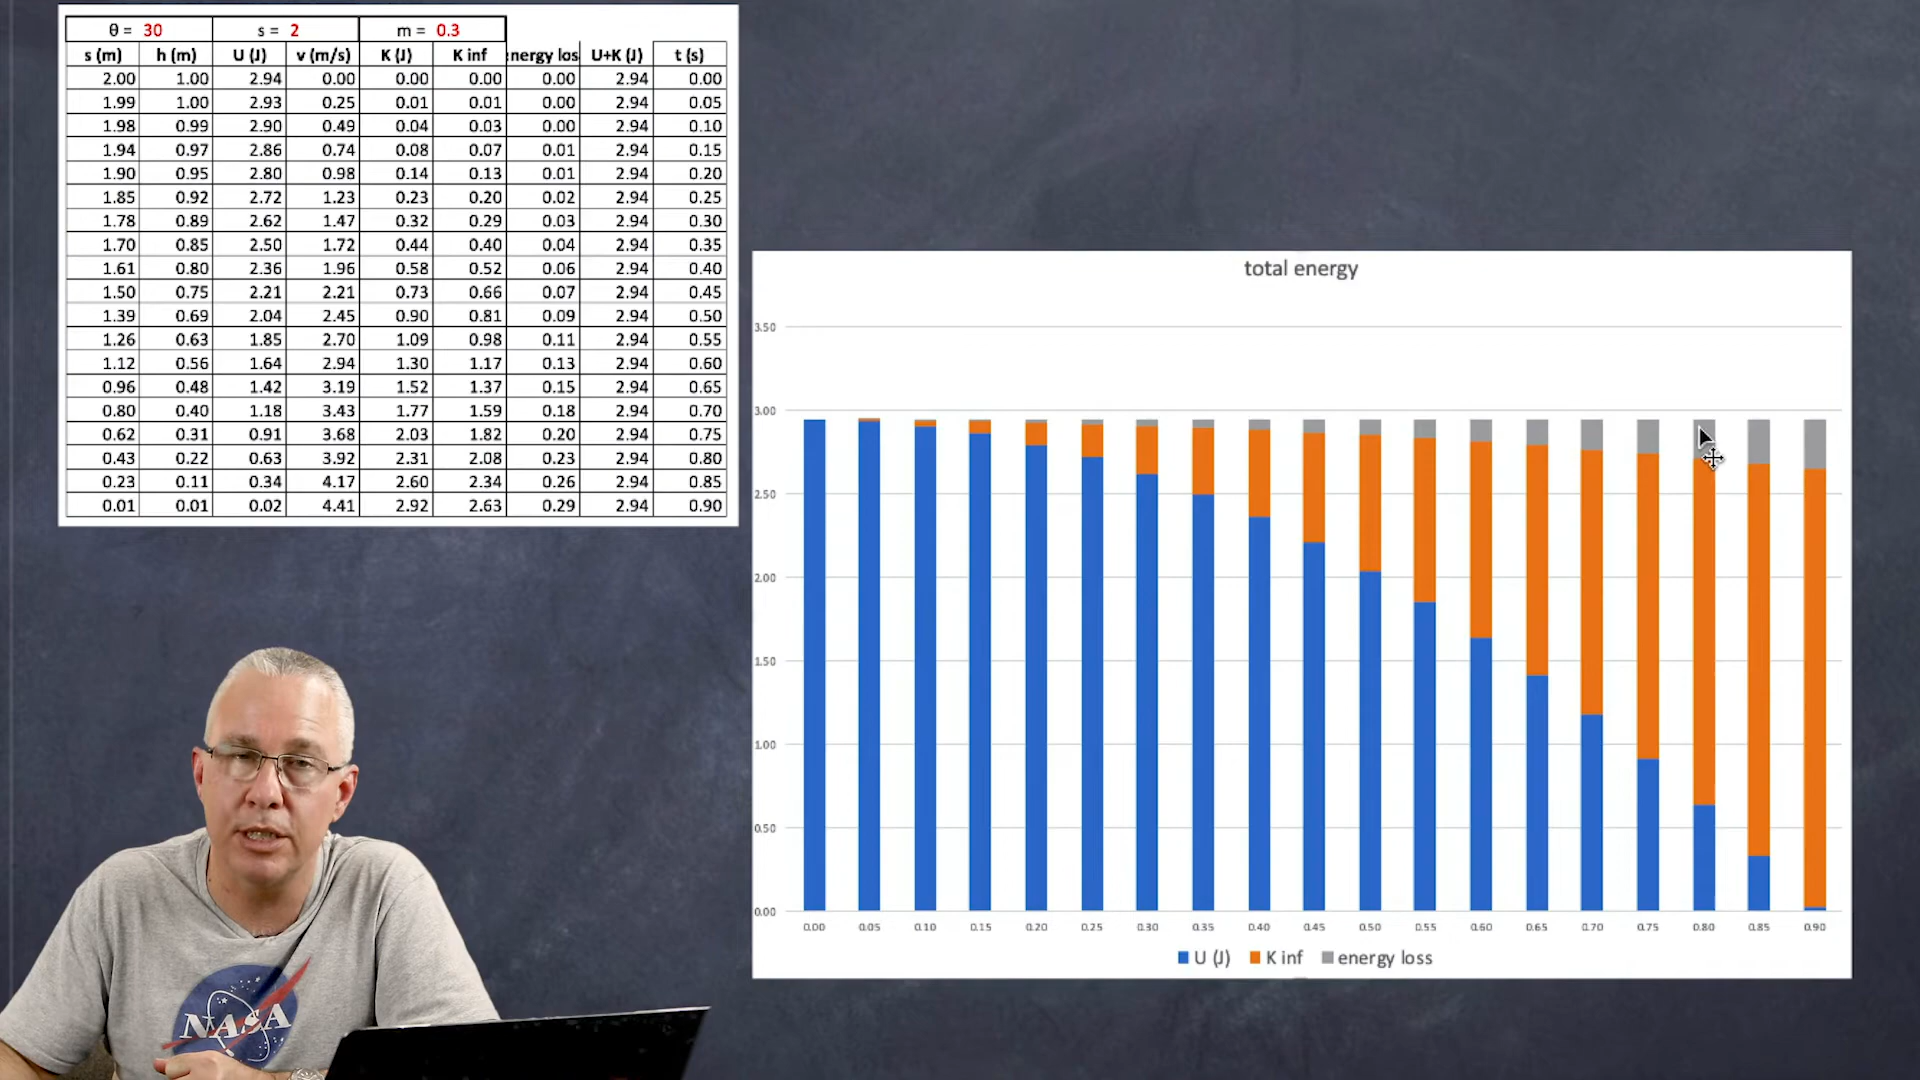 θ = 30 s = 2 m = 0.3
s (m) h (m) U (J) v (m/s) K (J) K inf nergy los U+K (J) t (s)
2.00 1.00 2.94 0.00 0.00 0.00 0.00 2.94 0.00
1.99 1.00 2.93 0.25 0.01 0.01 0.00 2.94 0.05
1.98 0.99 2.90 0.49 0.04 0.03 0.00 2.94 0.10
1.94 0.97 2.86 0.74 0.08 0.07 0.01 2.94 0.15
1.90 0.95 2.80 0.98 0.14 0.13 0.01 2.94 0.20
1.85 0.92 2.72 1.23 0.23 0.20 0.02 2.94 0.25
1.78 0.89 2.62 1.47 0.32 0.29 0.03 2.94 0.30
1.70 0.85 2.50 1.72 0.44 0.40 0.04 2.94 0.35
1.61 0.80 2.36 1.96 0.58 0.52 0.06 2.94 0.40
1.50 0.75 2.21 2.21 0.73 0.66 0.07 2.94 0.45
1.39 0.69 2.04 2.45 0.90 0.81 0.09 2.94 0.50
1.26 0.63 1.85 2.70 1.09 0.98 0.11 2.94 0.55
1.12 0.56 1.64 2.94 1.30 1.17 0.13 2.94 0.60
0.96 0.48 1.42 3.19 1.52 1.37 0.15 2.94 0.65
0.80 0.40 1.18 3.43 1.77 1.59 0.18 2.94 0.70
0.62 0.31 0.91 3.68 2.03 1.82 0.20 2.94 0.75
0.43 0.22 0.63 3.92 2.31 2.08 0.23 2.94 0.80
0.23 0.11 0.34 4.17 2.60 2.34 0.26 2.94 0.85
0.01 0.01 0.02 4.41 2.92 2.63 0.29 2.94 0.90
total energy
3.50
3.00
2.50
2.00
1.50
1.00
0.50
0.00
0.00 0.05 0.10 0.15 0.20 0.25 0.30 0.35 0.40 0.45 0.50 0.55 0.60 0.65 0.70 0.75 0.80 0.85 0.90
U (J) K inf energy loss
NASA